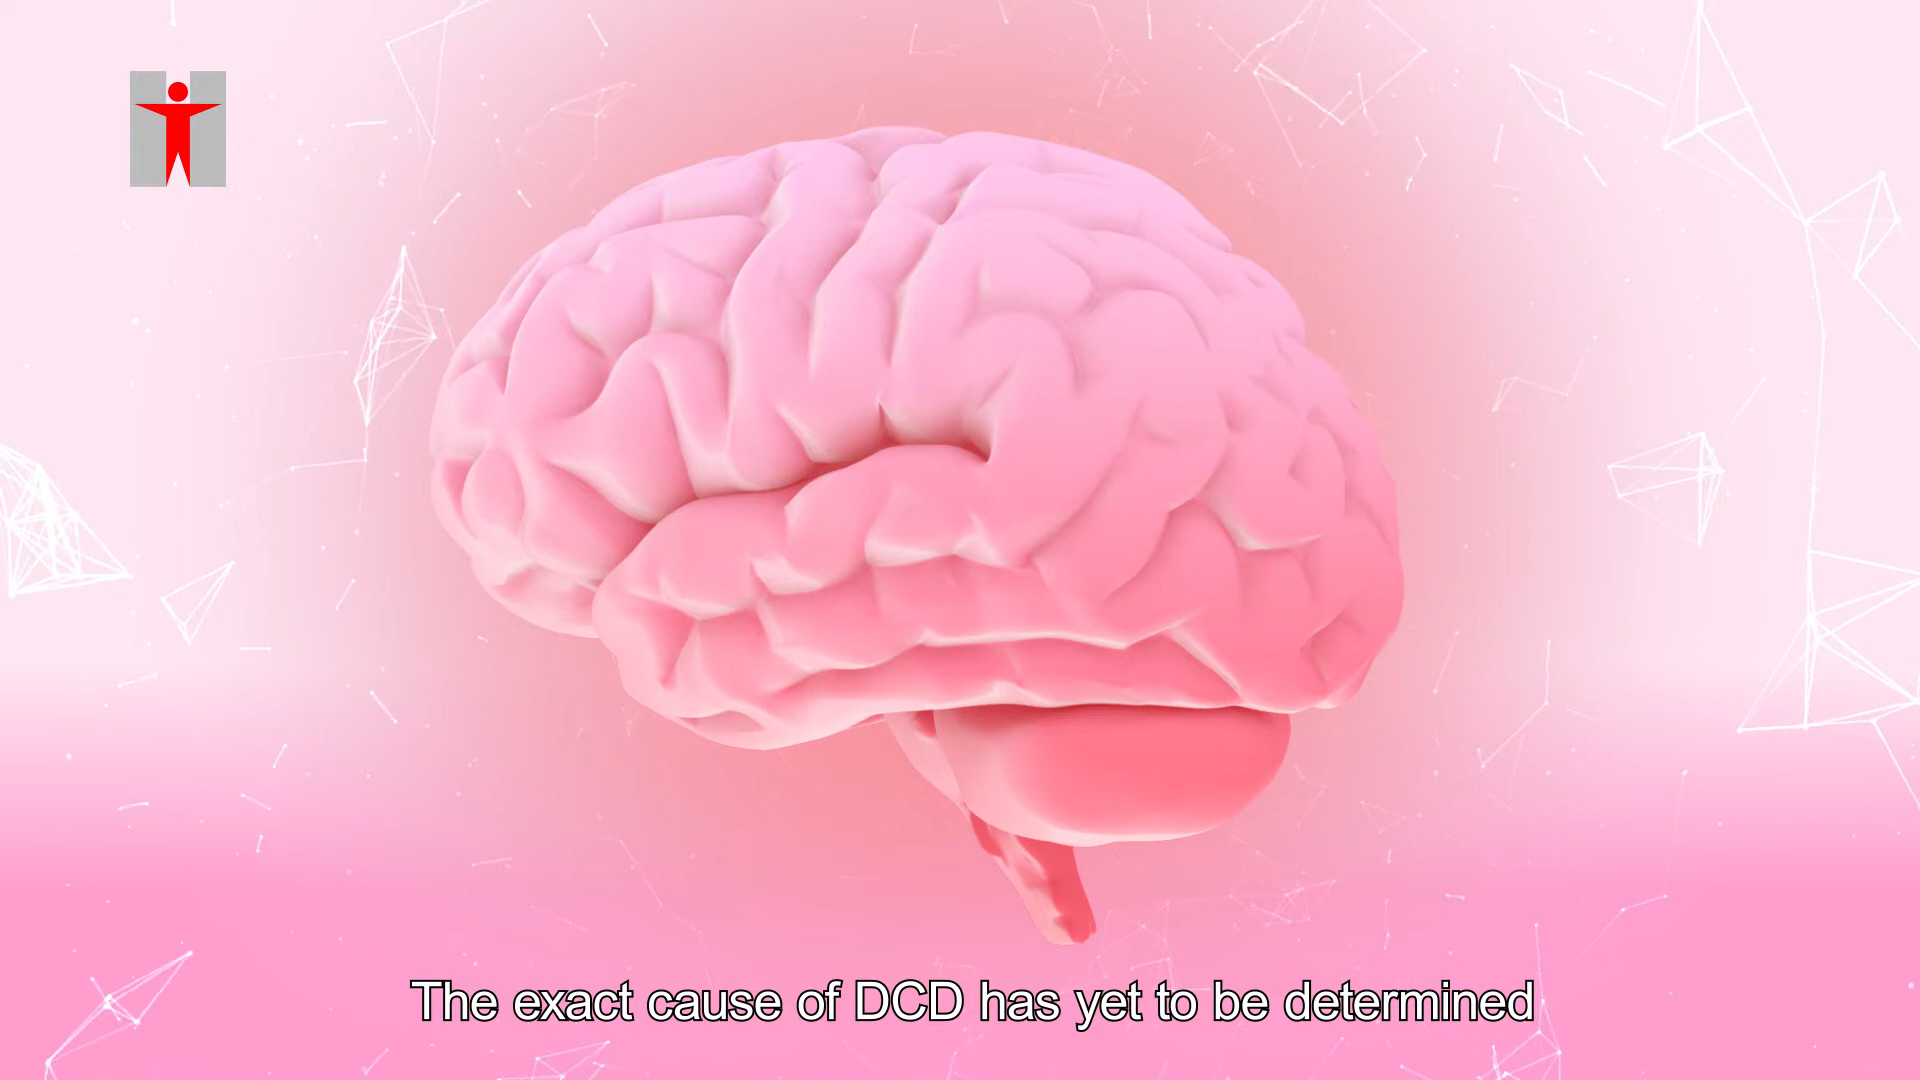 The exact cause of DCD has yet to be determined